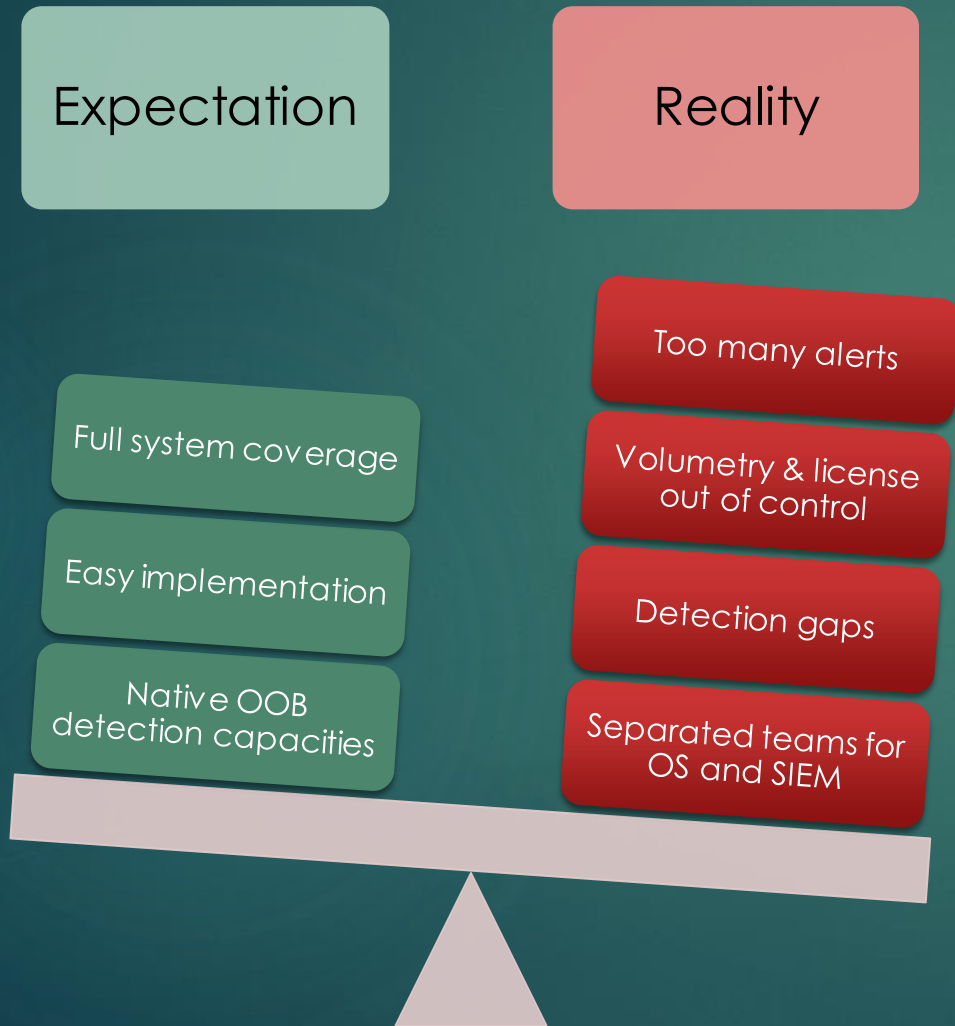 Expectation
Reality
Full system coverage
Easy implementation
Native OOB
detection capacities
Too many alerts
Volumetry & license
out of control
Detection gaps
Separated teams for
OS and SIEM